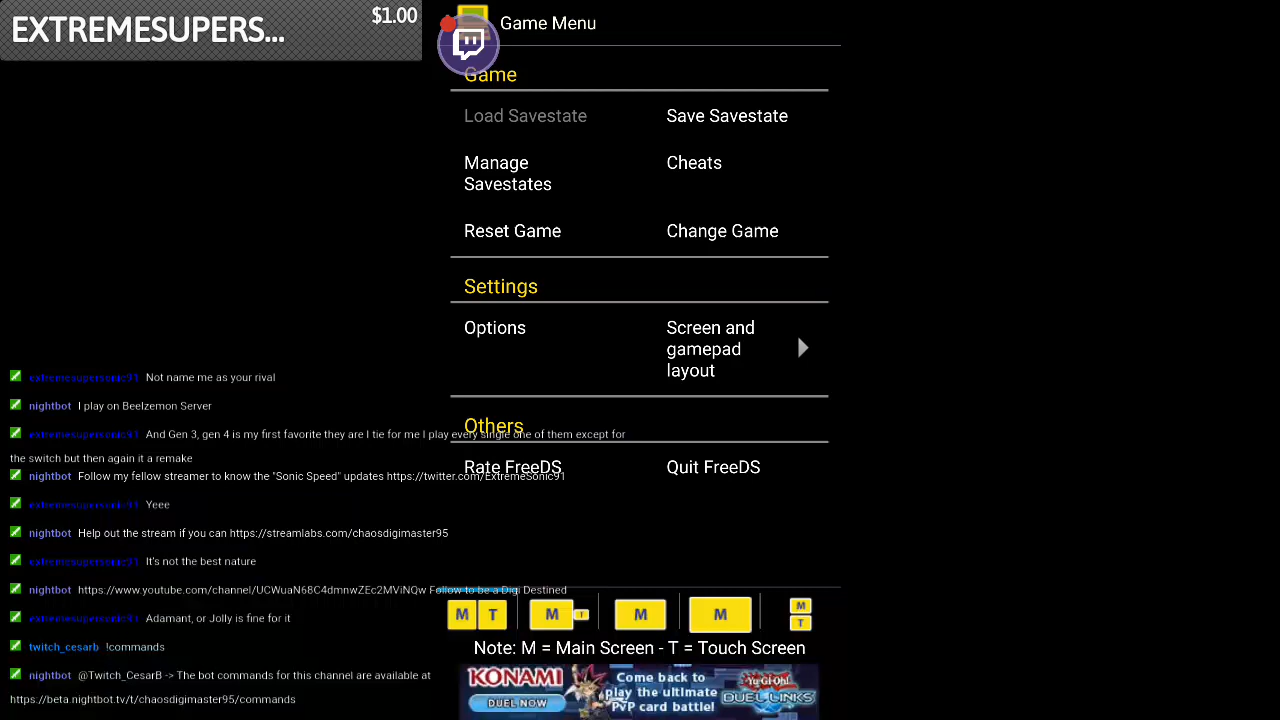 EXTREMESUPERS...
$1.00
Game Menu
Game
Load Savestate
Save Savestate
Manage
Savestates
Cheats
Reset Game
Change Game
Settings
Options
Screen and
gamepad
layout
Others
Rate FreeDS
Quit FreeDS
extremesupersonic91 Not name me as your rival
nightbot I play on Beelzemon Server
extremesupersonic91 And Gen 3, gen 4 is my first favorite they are I tie for me I play every single one of them except for
the switch but then again it a remake
nightbot Follow my fellow streamer to know the "Sonic Speed" updates https://twitter.com/ExtremeSonic91
extremesupersonic91 Yeee
nightbot Help out the stream if you can https://streamlabs.com/chaosdigimaster95
extremesupersonic91 It's not the best nature
nightbot https://www.youtube.com/channel/UCWuaN68C4dmnwZEc2MViNQw Follow to be a Digi Destined
extremesupersonic91 Adamant, or Jolly is fine for it
twitch_cesarb !commands
nightbot @Twitch_CesarB -> The bot commands for this channel are available at
https://beta.nightbot.tv/t/chaosdigimaster95/commands
M T M T M M M
T
Note: M = Main Screen - T = Touch Screen
KONAMI
DUEL NOW
Come back to
play the ultimate
PvP card battle!
Yu-Gi-Oh!
DUEL LINKS